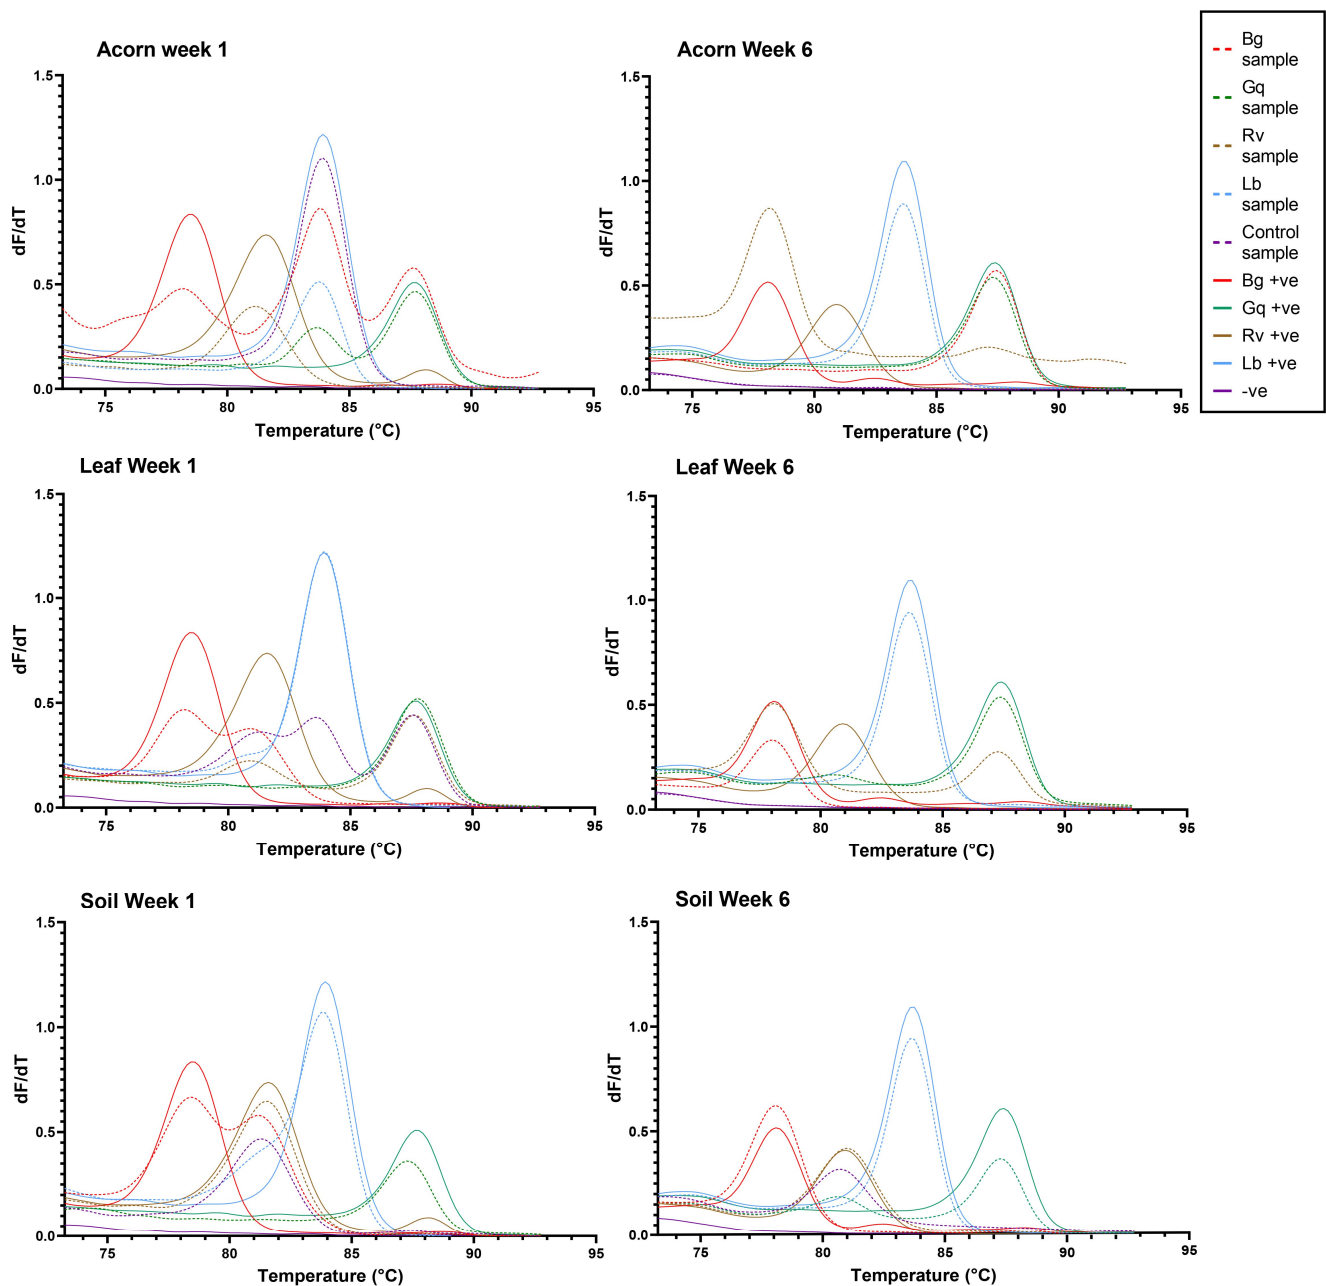 Acorn week 1
1.5
1.0
0.5
0.0
dF/dT
75
80
85
90
95
Temperature (°C)
Acorn Week 6
1.5
1.0
0.5
0.0
dF/dT
75
80
85
90
95
Temperature (°C)
Bg
sample
Gq
sample
Rv
sample
Lb
sample
Control
sample
Bg +ve
Gq +ve
Rv +ve
Lb +ve
-ve
Leaf Week 1
1.5
1.0
0.5
0.0
dF/dT
75
80
85
90
95
Temperature (°C)
Leaf Week 6
1.5
1.0
0.5
0.0
dF/dT
75
80
85
90
95
Temperature (°C)
Soil Week 1
1.5
1.0
0.5
0.0
dF/dT
75
80
85
90
95
Temperature (°C)
Soil Week 6
1.5
1.0
0.5
0.0
dF/dT
75
80
85
90
95
Temperature (°C)